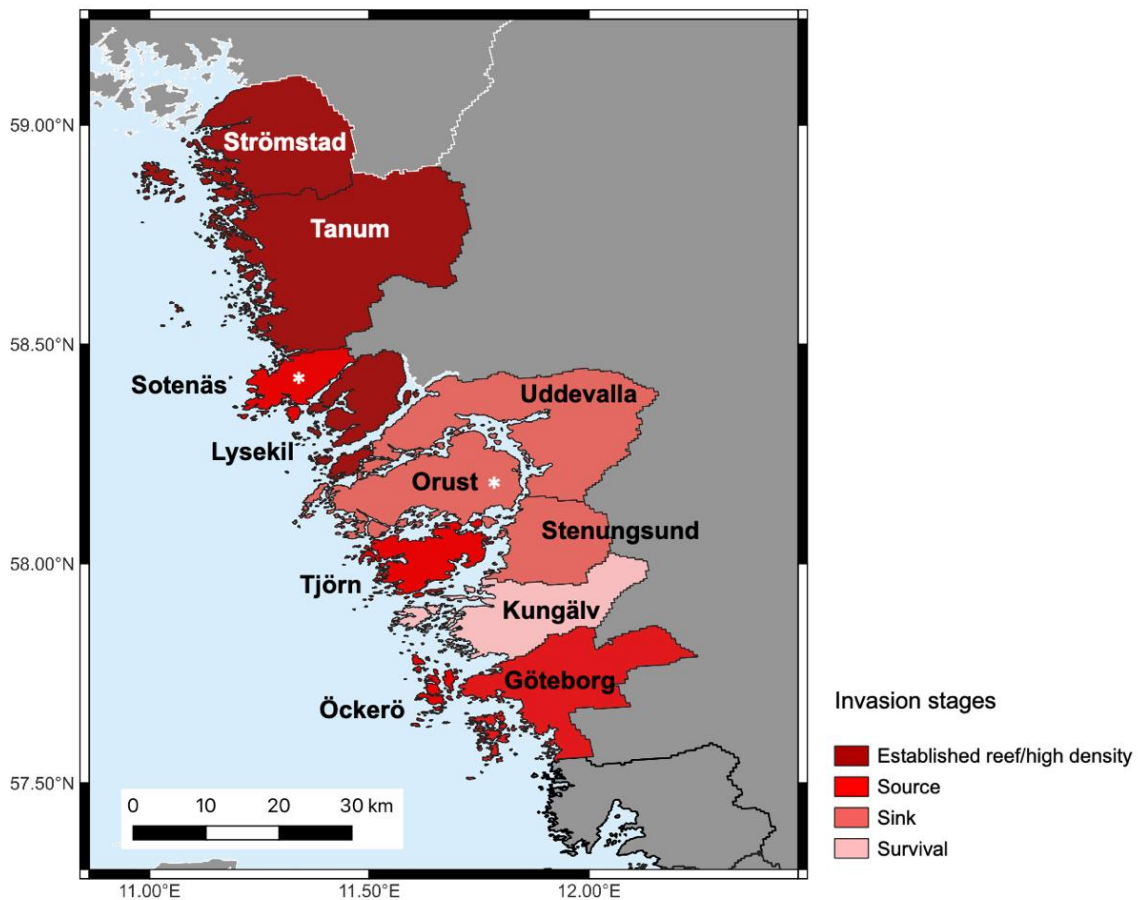 59.00°N
58.50°N
58.00°N
57.50°N
Strömstad
Tanum
Sotenäs
*
Lysekil
Uddevalla
Orust *
Stenungsund
Tjörn
Kungälv
Göteborg
Öckerö
0 10 20 30 km
11.00°E 11.50°E 12.00°E
Invasion stages
Established reef/high density
Source
Sink
Survival